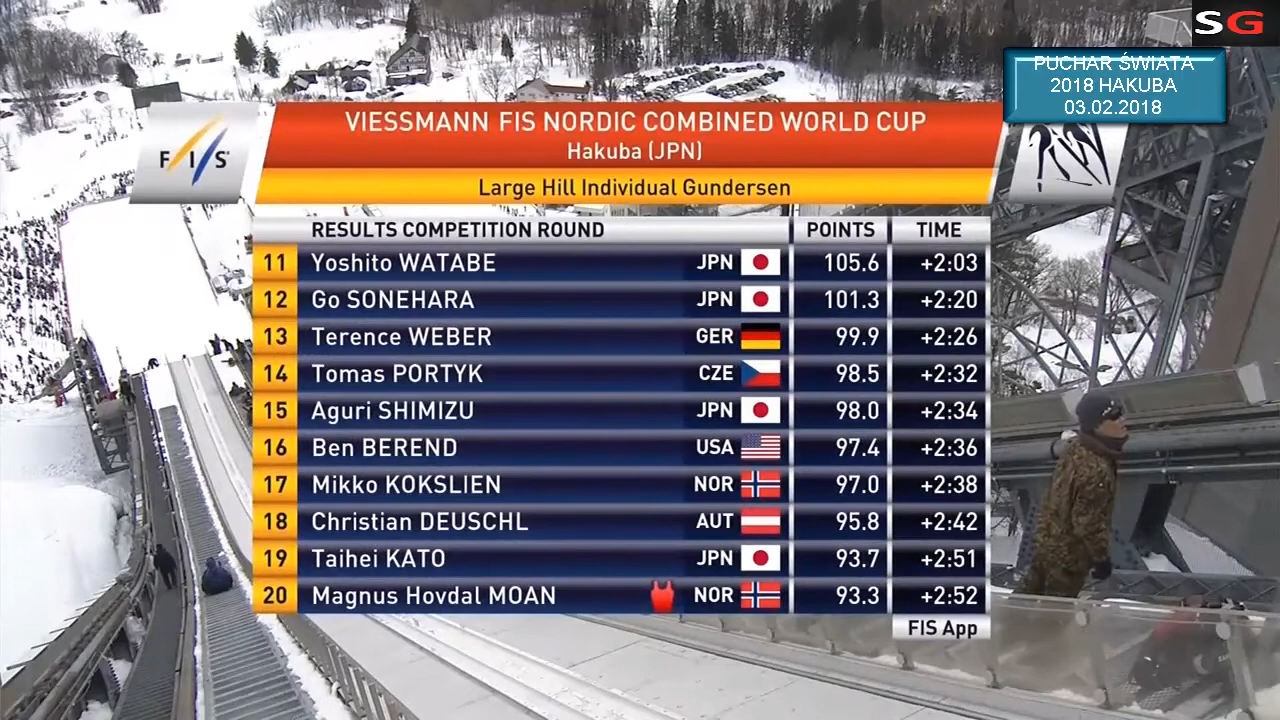 SG
PUCHAR ŚWIATA
2018 HAKUBA
03.02.2018
FIS
VIESSMANN FIS NORDIC COMBINED WORLD CUP
Hakuba (JPN)
Large Hill Individual Gundersen
RESULTS COMPETITION ROUND POINTS TIME
11 Yoshito WATABE JPN 105.6 +2:03
12 Go SONEHARA JPN 101.3 +2:20
13 Terence WEBER GER 99.9 +2:26
14 Tomas PORTYK CZE 98.5 +2:32
15 Aguri SHIMIZU JPN 98.0 +2:34
16 Ben BEREND USA 97.4 +2:36
17 Mikko KOKSLIEN NOR 97.0 +2:38
18 Christian DEUSCHL AUT 95.8 +2:42
19 Taihei KATO JPN 93.7 +2:51
20 Magnus Hovdal MOAN NOR 93.3 +2:52
FIS App